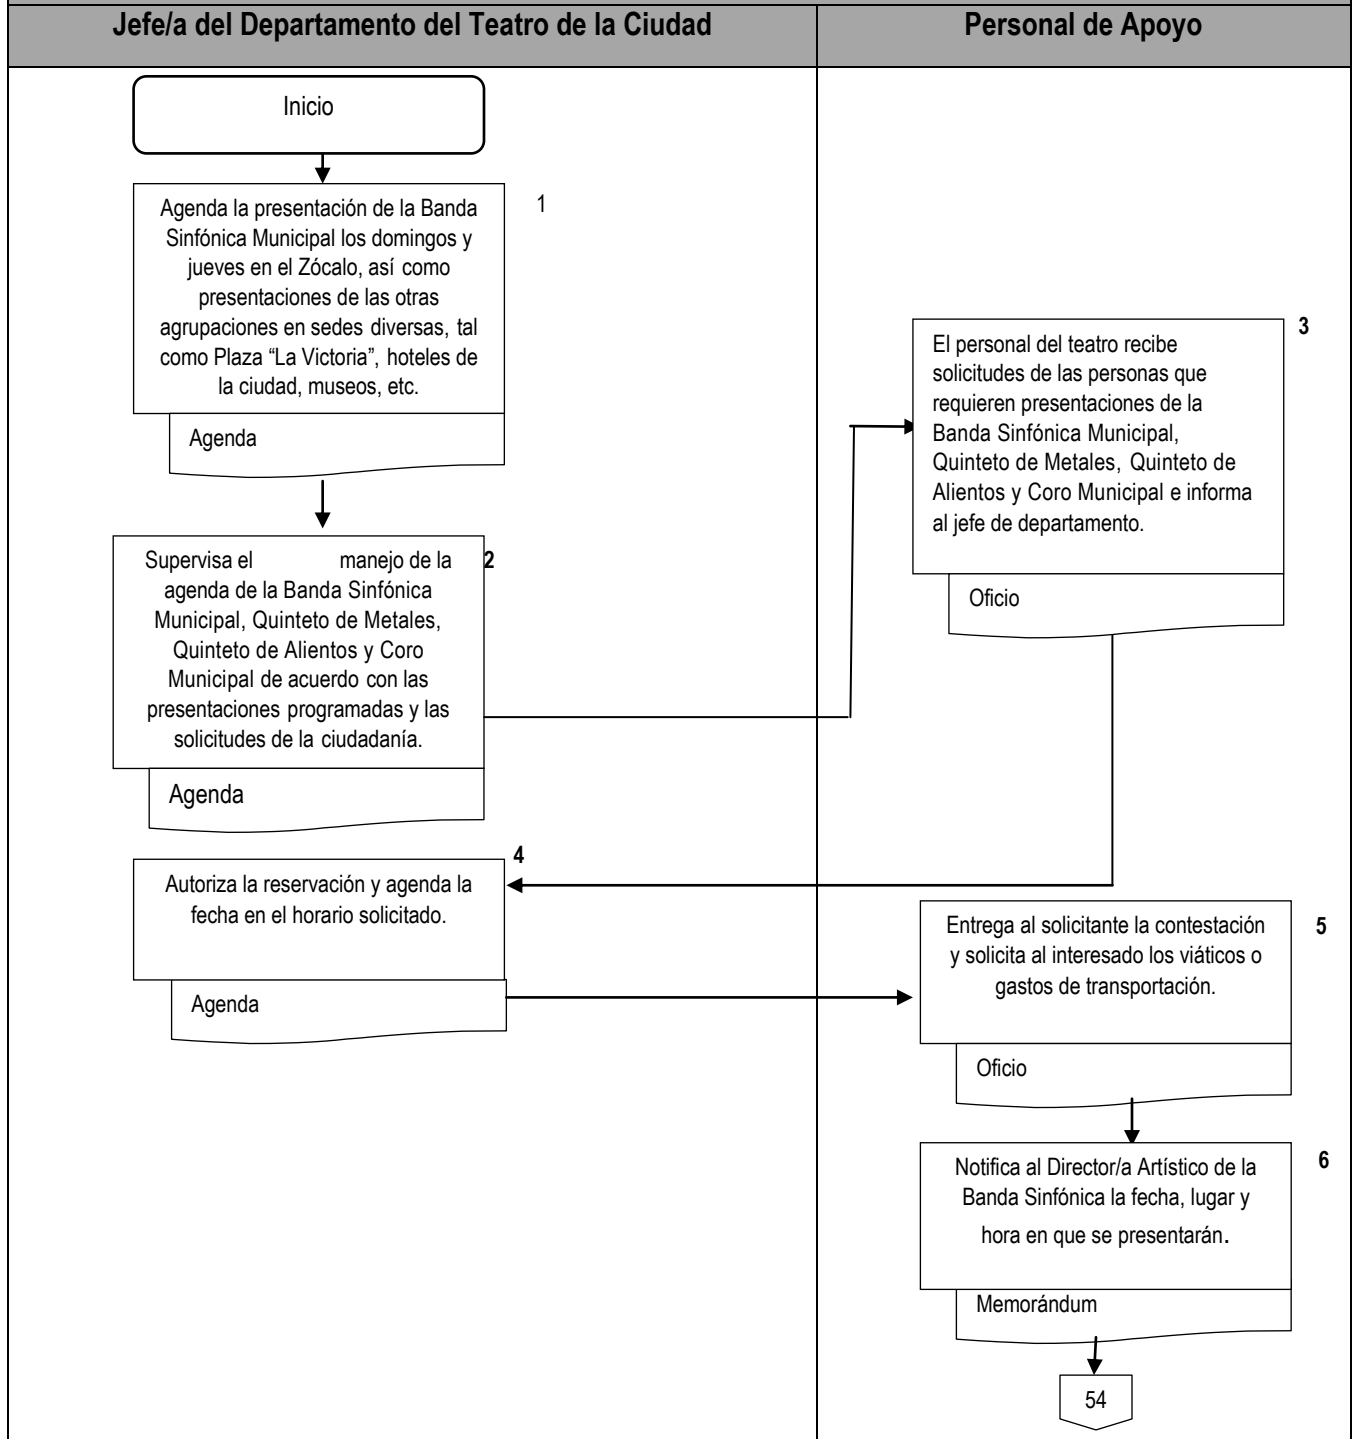 Jefe/a del Departamento del Teatro de la Ciudad
Personal de Apoyo
Inicio
1
Agenda la presentación de la Banda
Sinfónica Municipal los domingos y
jueves en el Zócalo, así como
presentaciones de las otras
agrupaciones en sedes diversas, tal
como Plaza “La Victoria”, hoteles de
la ciudad, museos, etc.
Agenda
2
Supervisa el manejo de la
agenda de la Banda Sinfónica
Municipal, Quinteto de Metales,
Quinteto de Alientos y Coro
Municipal de acuerdo con las
presentaciones programadas y las
solicitudes de la ciudadanía.
Agenda
3
El personal del teatro recibe
solicitudes de las personas que
requieren presentaciones de la
Banda Sinfónica Municipal,
Quinteto de Metales, Quinteto de
Alientos y Coro Municipal e informa
al jefe de departamento.
Oficio
4
Autoriza la reservación y agenda la
fecha en el horario solicitado.
Agenda
5
Entrega al solicitante la contestación
y solicita al interesado los viáticos o
gastos de transportación.
Oficio
6
Notifica al Director/a Artístico de la
Banda Sinfónica la fecha, lugar y
hora en que se presentarán.
Memorándum
54